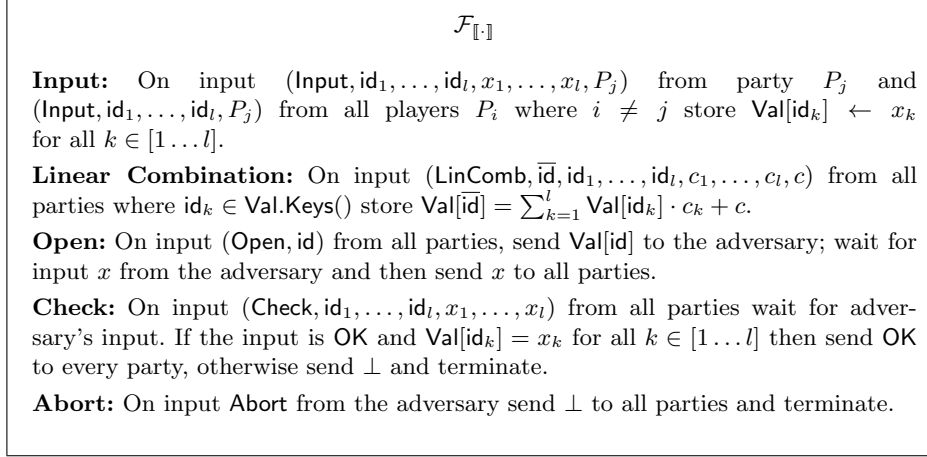 𝓕⟦·⟧
Input: On input (Input, id₁, . . . , idₗ, x₁, . . . , xₗ, Pⱼ) from party Pⱼ and
(Input, id₁, . . . , idₗ, Pⱼ) from all players Pᵢ where i ≠ j store Val[idₖ] ← xₖ
for all k ∈ [1 . . . l].
Linear Combination: On input (LinComb, i̅d̅, id₁, . . . , idₗ, c₁, . . . , cₗ, c) from all
parties where idₖ ∈ Val.Keys() store Val[i̅d̅] = ∑ˡₖ₌₁ Val[idₖ] · cₖ + c.
Open: On input (Open, id) from all parties, send Val[id] to the adversary; wait for
input x from the adversary and then send x to all parties.
Check: On input (Check, id₁, . . . , idₗ, x₁, . . . , xₗ) from all parties wait for adver-
sary's input. If the input is OK and Val[idₖ] = xₖ for all k ∈ [1 . . . l] then send OK
to every party, otherwise send ⊥ and terminate.
Abort: On input Abort from the adversary send ⊥ to all parties and terminate.